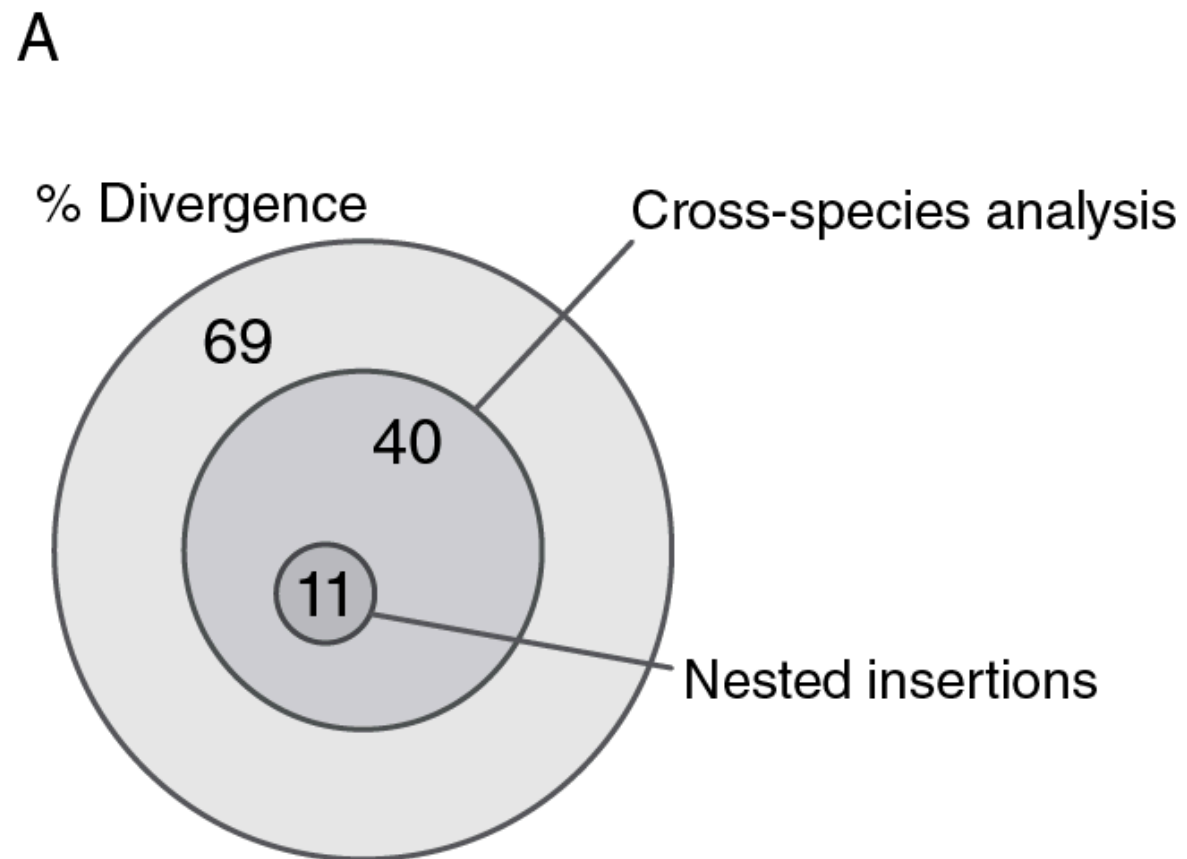 A
% Divergence
Cross-species analysis
69
40
11
Nested insertions